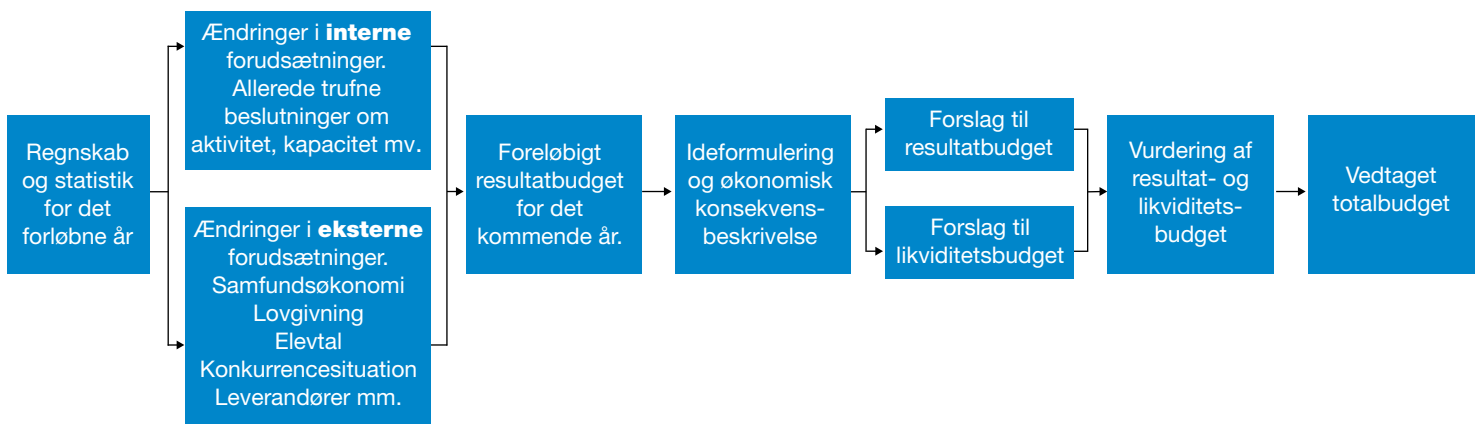 Regnskab
og statistik
for det
forløbne år
Ændringer i interne
forudsætninger.
Allerede trufne
beslutninger om
aktivitet, kapacitet mv.
Ændringer i eksterne
forudsætninger.
Samfundsøkonomi
Lovgivning
Elevtal
Konkurrencesituation
Leverandører mm.
Foreløbigt
resultatbudget
for det
kommende år.
Ideformulering
og økonomisk
konsekvens-
beskrivelse
Forslag til
resultatbudget
Forslag til
likviditetsbudget
Vurdering af
resultat- og
likviditets-
budget
Vedtaget
totalbudget